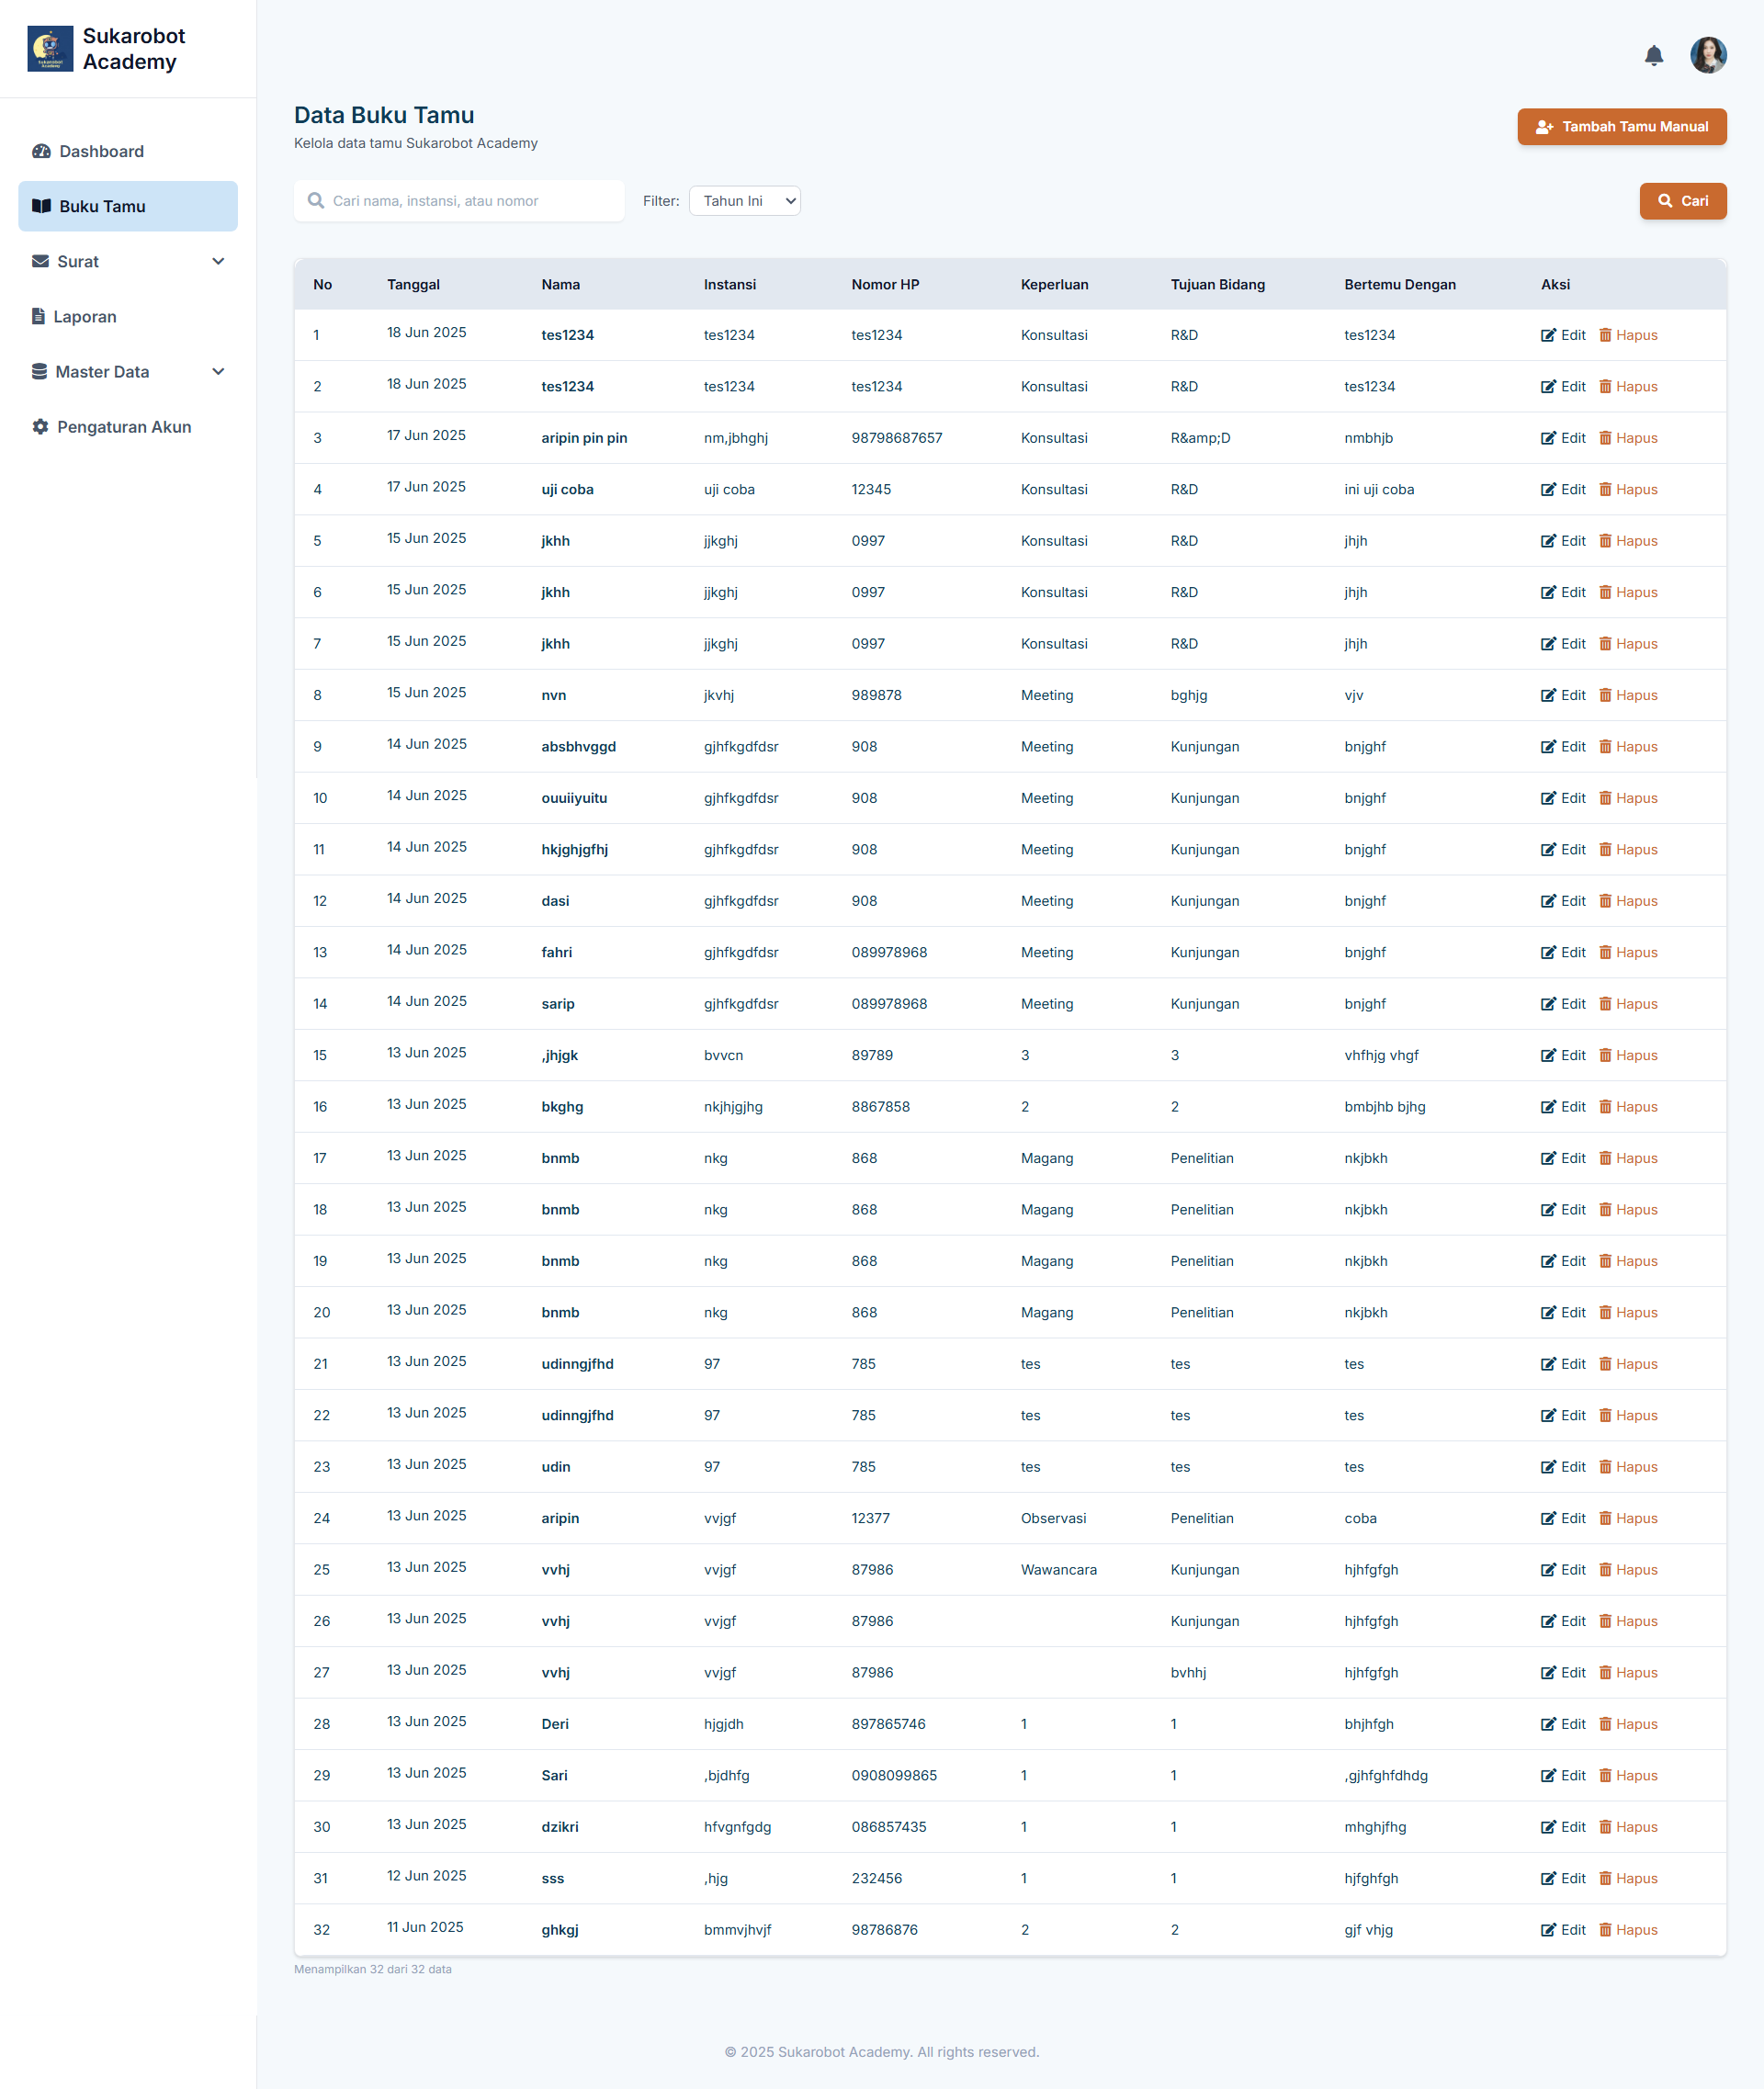 Sukarobot
Academy
Dashboard
Buku Tamu
Surat
Laporan
Master Data
Pengaturan Akun
Data Buku Tamu
Kelola data tamu Sukarobot Academy
Tambah Tamu Manual
Cari nama, instansi, atau nomor
Filter: Tahun Ini
Cari
No Tanggal Nama Instansi Nomor HP Keperluan Tujuan Bidang Bertemu Dengan Aksi
1 18 Jun 2025 tes1234 tes1234 tes1234 Konsultasi R&D tes1234 Edit Hapus
2 18 Jun 2025 tes1234 tes1234 tes1234 Konsultasi R&D tes1234 Edit Hapus
3 17 Jun 2025 aripin pin pin nm,jbhghj 98798687657 Konsultasi R&amp;D nmbhjb Edit Hapus
4 17 Jun 2025 uji coba uji coba 12345 Konsultasi R&D ini uji coba Edit Hapus
5 15 Jun 2025 jkhh jjkghj 0997 Konsultasi R&D jhjh Edit Hapus
6 15 Jun 2025 jkhh jjkghj 0997 Konsultasi R&D jhjh Edit Hapus
7 15 Jun 2025 jkhh jjkghj 0997 Konsultasi R&D jhjh Edit Hapus
8 15 Jun 2025 nvn jkvhj 989878 Meeting bghjg vjv Edit Hapus
9 14 Jun 2025 absbhvggd gjhfkgdfdsr 908 Meeting Kunjungan bnjghf Edit Hapus
10 14 Jun 2025 ouuiiyuitu gjhfkgdfdsr 908 Meeting Kunjungan bnjghf Edit Hapus
11 14 Jun 2025 hkjghjgfhj gjhfkgdfdsr 908 Meeting Kunjungan bnjghf Edit Hapus
12 14 Jun 2025 dasi gjhfkgdfdsr 908 Meeting Kunjungan bnjghf Edit Hapus
13 14 Jun 2025 fahri gjhfkgdfdsr 089978968 Meeting Kunjungan bnjghf Edit Hapus
14 14 Jun 2025 sarip gjhfkgdfdsr 089978968 Meeting Kunjungan bnjghf Edit Hapus
15 13 Jun 2025 ,jhjgk bvvcn 89789 3 3 vhfhjg vhgf Edit Hapus
16 13 Jun 2025 bkghg nkjhjgjhg 8867858 2 2 bmbjhb bjhg Edit Hapus
17 13 Jun 2025 bnmb nkg 868 Magang Penelitian nkjbkh Edit Hapus
18 13 Jun 2025 bnmb nkg 868 Magang Penelitian nkjbkh Edit Hapus
19 13 Jun 2025 bnmb nkg 868 Magang Penelitian nkjbkh Edit Hapus
20 13 Jun 2025 bnmb nkg 868 Magang Penelitian nkjbkh Edit Hapus
21 13 Jun 2025 udinngjfhd 97 785 tes tes tes Edit Hapus
22 13 Jun 2025 udinngjfhd 97 785 tes tes tes Edit Hapus
23 13 Jun 2025 udin 97 785 tes tes tes Edit Hapus
24 13 Jun 2025 aripin vvjgf 12377 Observasi Penelitian coba Edit Hapus
25 13 Jun 2025 vvhj vvjgf 87986 Wawancara Kunjungan hjhfgfgh Edit Hapus
26 13 Jun 2025 vvhj vvjgf 87986 Kunjungan hjhfgfgh Edit Hapus
27 13 Jun 2025 vvhj vvjgf 87986 bvhhj hjhfgfgh Edit Hapus
28 13 Jun 2025 Deri hjgjdh 897865746 1 1 bhjhfgh Edit Hapus
29 13 Jun 2025 Sari ,bjdhfg 0908099865 1 1 ,gjhfghfdhdg Edit Hapus
30 13 Jun 2025 dzikri hfvgnfgdg 086857435 1 1 mhghjfhg Edit Hapus
31 12 Jun 2025 sss ,hjg 232456 1 1 hjfghfgh Edit Hapus
32 11 Jun 2025 ghkgj bmmvjhvjf 98786876 2 2 gjf vhjg Edit Hapus
Menampilkan 32 dari 32 data
© 2025 Sukarobot Academy. All rights reserved.